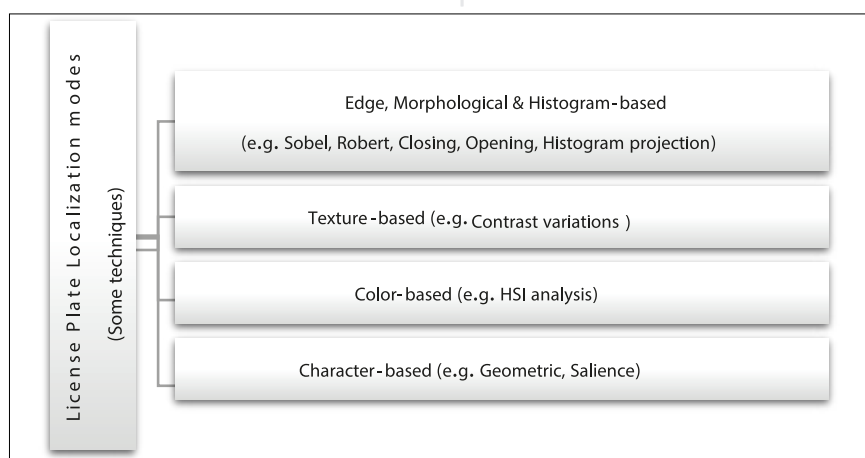 License Plate Localization modes
(Some techniques)
Edge, Morphological & Histogram-based
(e.g. Sobel, Robert, Closing, Opening, Histogram projection)
Texture-based (e.g. Contrast variations )
Color-based (e.g. HSI analysis)
Character-based (e.g. Geometric, Salience)